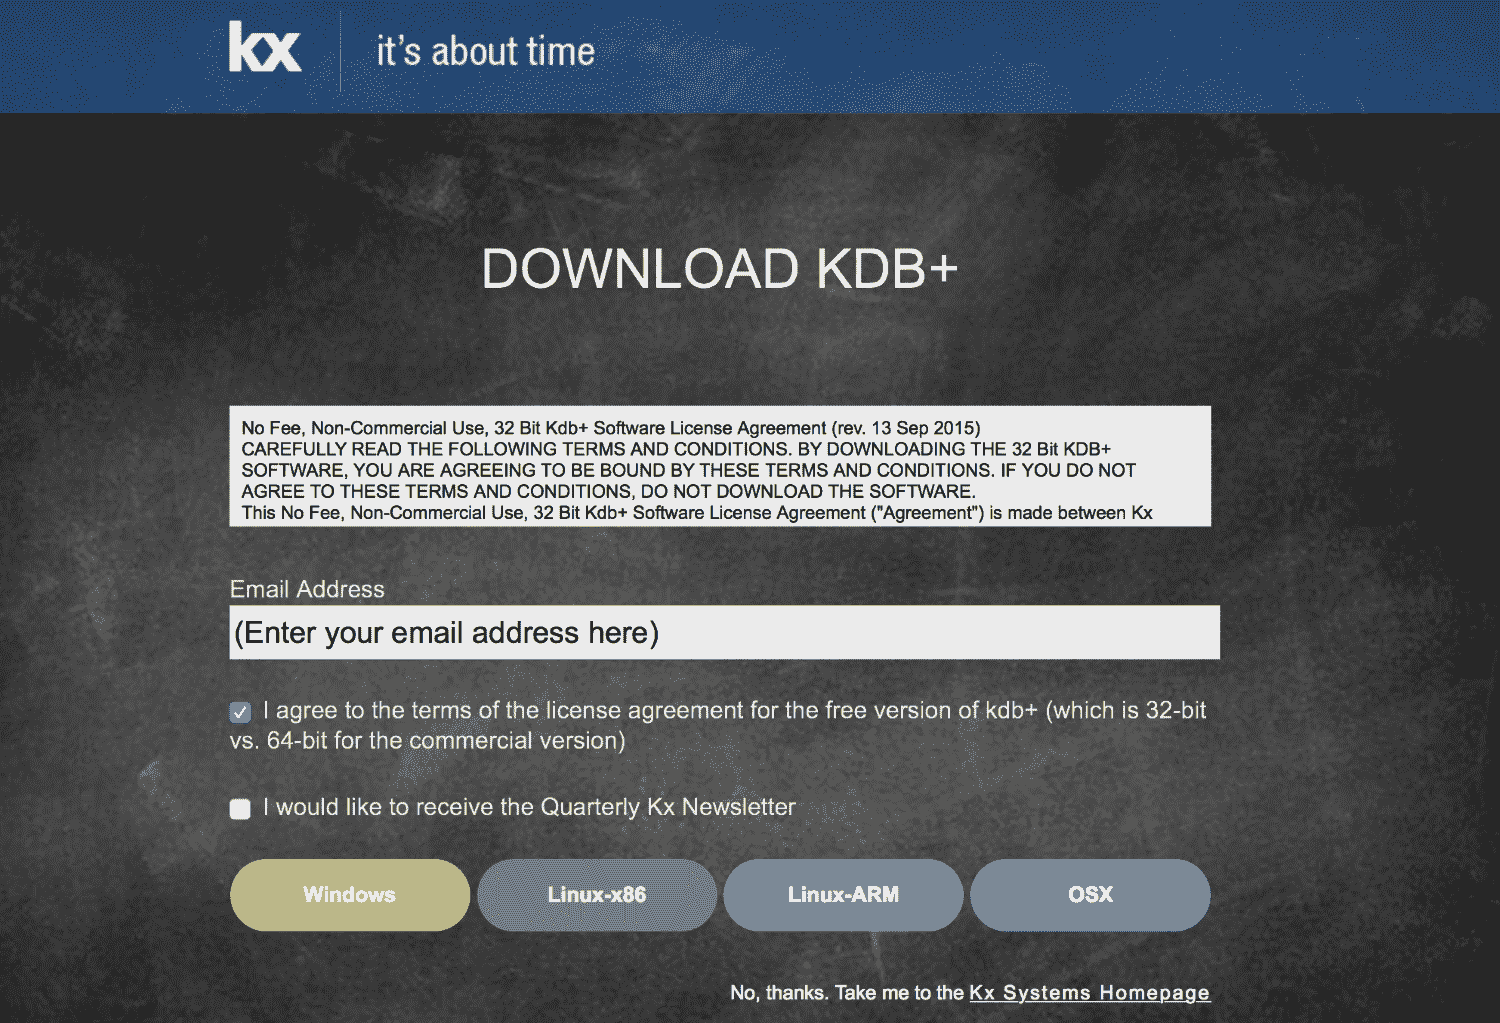 kx it's about time
DOWNLOAD KDB+
No Fee, Non-Commercial Use, 32 Bit Kdb+ Software License Agreement (rev. 13 Sep 2015)
CAREFULLY READ THE FOLLOWING TERMS AND CONDITIONS. BY DOWNLOADING THE 32 Bit KDB+
SOFTWARE, YOU ARE AGREEING TO BE BOUND BY THESE TERMS AND CONDITIONS. IF YOU DO NOT
AGREE TO THESE TERMS AND CONDITIONS, DO NOT DOWNLOAD THE SOFTWARE.
This No Fee, Non-Commercial Use, 32 Bit Kdb+ Software License Agreement ("Agreement") is made between Kx
Email Address
(Enter your email address here)
I agree to the terms of the license agreement for the free version of kdb+ (which is 32-bit
vs. 64-bit for the commercial version)
I would like to receive the Quarterly Kx Newsletter
Windows Linux-x86 Linux-ARM OSX
No, thanks. Take me to the Kx Systems Homepage